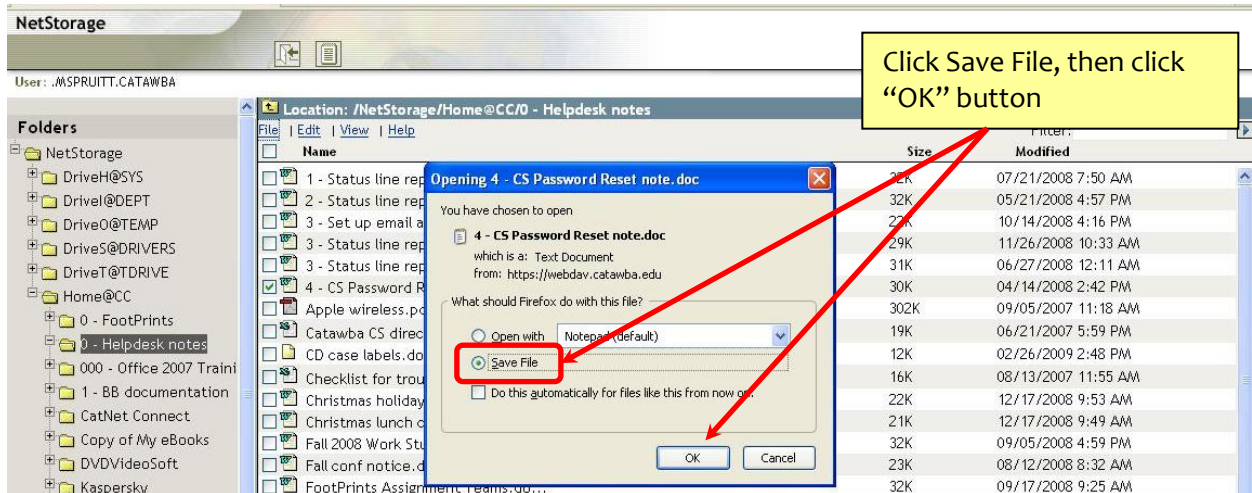 NetStorage
Click Save File, then click
“OK” button
User: .MSPRUITT.CATAWBA
Location: /NetStorage/Home@CC/0 - Helpdesk notes
Folders
File | Edit | View | Help
Filter:
Name Size Modified
NetStorage
DriveH@SYS
DriveI@DEPT
DriveO@TEMP
DriveS@DRIVERS
DriveT@TDRIVE
Home@CC
0 - FootPrints
0 - Helpdesk notes
000 - Office 2007 Traini
1 - BB documentation
CatNet Connect
Copy of My eBooks
DVDVideoSoft
Kaspersky
1 - Status line rep 32K 07/21/2008 7:50 AM
2 - Status line rep 32K 05/21/2008 4:57 PM
3 - Set up email a 22K 10/14/2008 4:16 PM
3 - Status line rep 29K 11/26/2008 10:33 AM
3 - Status line rep 31K 06/27/2008 12:11 AM
4 - CS Password R 30K 04/14/2008 2:42 PM
Apple wireless.pd 302K 09/05/2007 11:18 AM
Catawba CS direc 19K 06/21/2007 5:59 PM
CD case labels.do 12K 02/26/2009 2:48 PM
Checklist for trou 16K 08/13/2007 11:55 AM
Christmas holiday 22K 12/17/2008 9:53 AM
Christmas lunch c 21K 12/17/2008 9:49 AM
Fall 2008 Work Stu 32K 09/05/2008 4:59 PM
Fall conf notice.d 23K 08/12/2008 8:32 AM
FootPrints Assignment Teams.do... 32K 09/17/2008 9:25 AM
Opening 4 - CS Password Reset note.doc
You have chosen to open
4 - CS Password Reset note.doc
which is a: Text Document
from: https://webdav.catawba.edu
What should Firefox do with this file?
Open with Notepad (default)
Save File
Do this automatically for files like this from now on.
OK Cancel